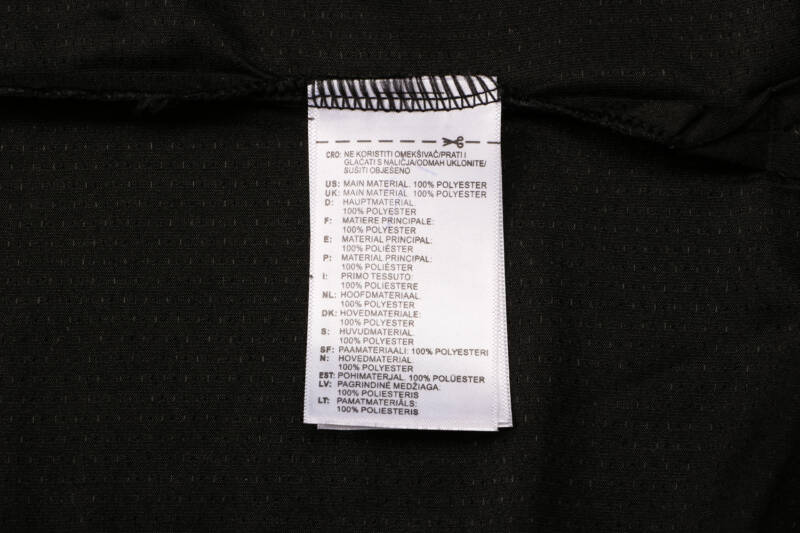 CRO: NE KORISTITI OMEKŠIVAČ/PRATI I
GLAČATI S NALIČJA/ODMAH UKLONITE/
SUŠITI OBJEŠENO
US: MAIN MATERIAL. 100% POLYESTER
UK: MAIN MATERIAL. 100% POLYESTER
D: HAUPTMATERIAL
100% POLYESTER
F: MATIERE PRINCIPALE:
100% POLYESTER
E: MATERIAL PRINCIPAL:
100% POLIÉSTER
P: MATERIAL PRINCIPAL:
100% POLIÉSTER
I: PRIMO TESSUTO:
100% POLIESTERE
NL: HOOFDMATERIAAL.
100% POLYESTER
DK: HOVEDMATERIALE:
100% POLYESTER
S: HUVUDMATERIAL.
100% POLYESTER
SF: PAAMATERIAALI: 100% POLYESTERI
N: HOVEDMATERIAL.
100% POLYESTER
EST: POHIMATERJAL. 100% POLÜESTER
LV: PAGRINDINĖ MEDŽIAGA.
100% POLIESTERIS
LT: PAMATMATERIĀLS:
100% POLIESTERIS